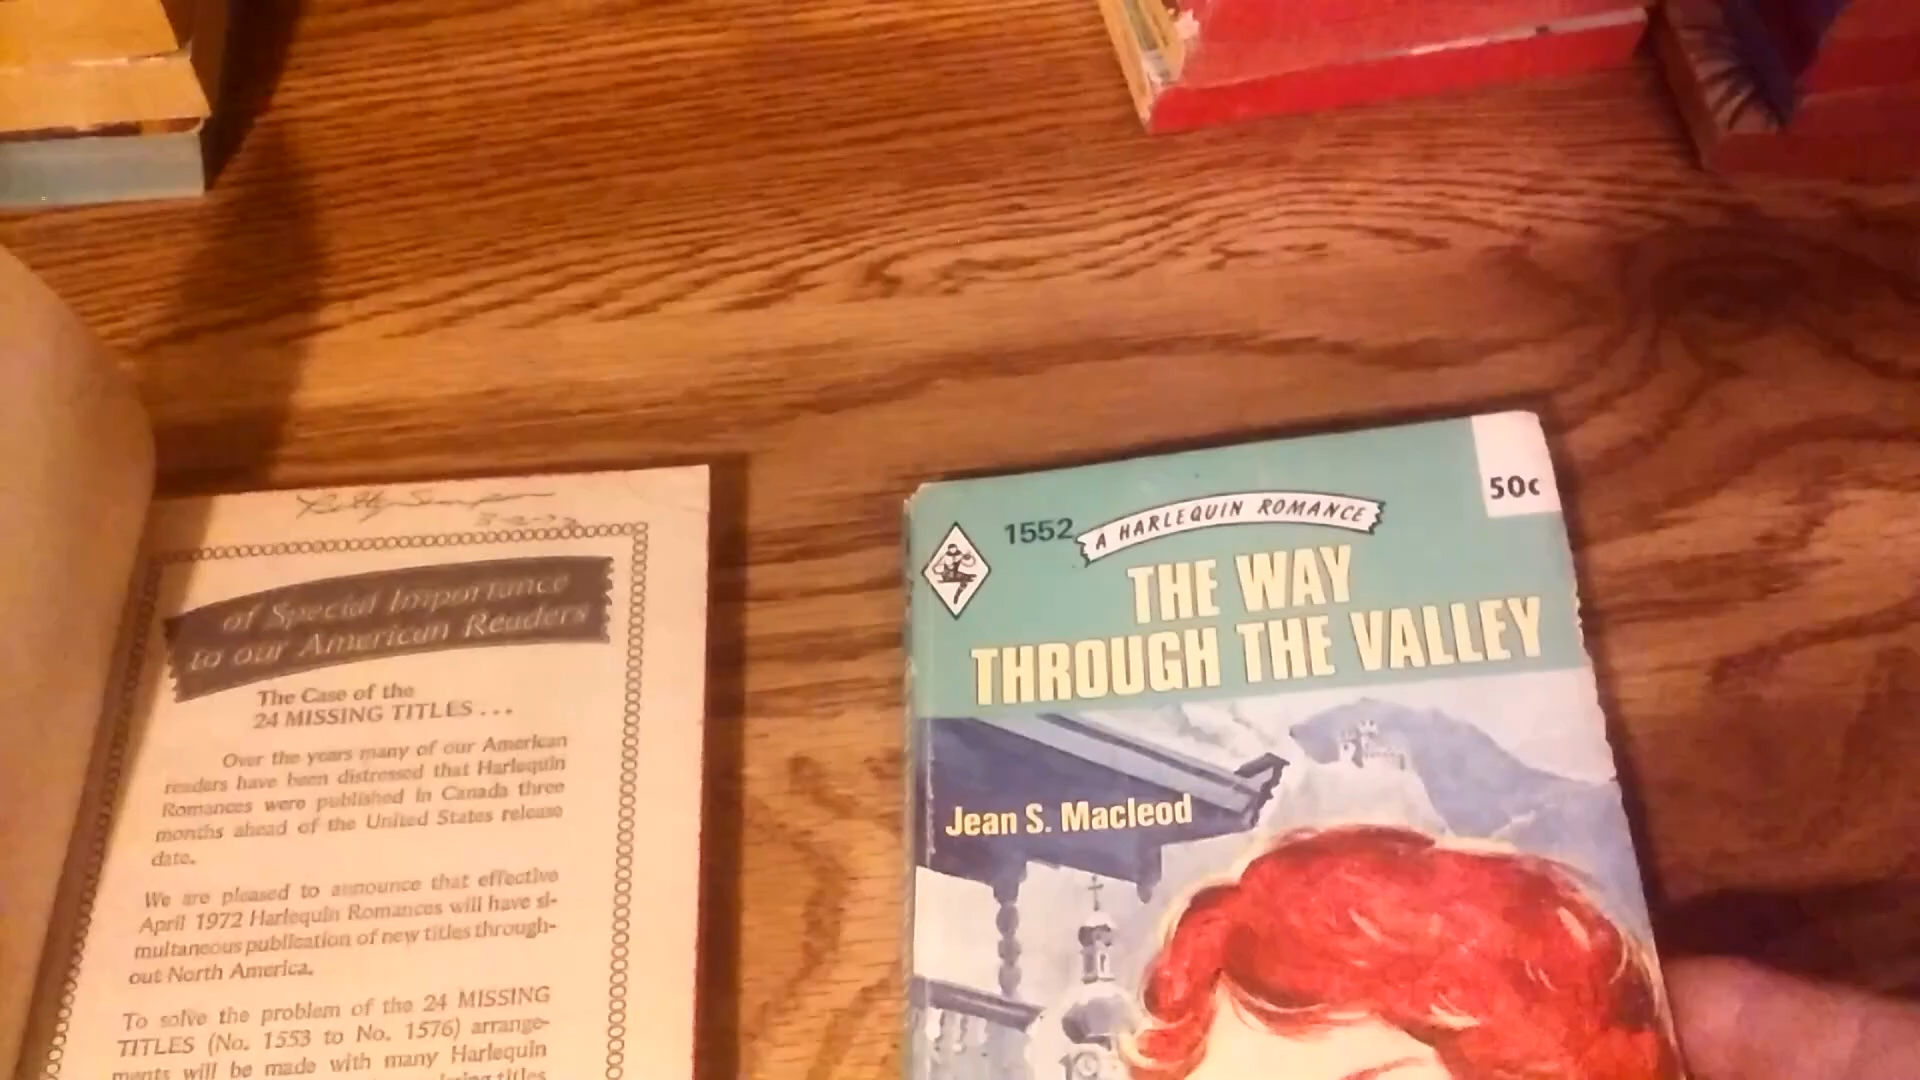 of Special Importance
to our American Readers
The Case of the
24 MISSING TITLES ...
Over the years many of our American
readers have been distressed that Harlequin
Romances were published in Canada three
months ahead of the United States release
date.
We are pleased to announce that effective
April 1972 Harlequin Romances will have si-
multaneous publication of new titles through-
out North America.
To solve the problem of the 24 MISSING
TITLES (No. 1553 to No. 1576) arrange-
ments will be made with many Harlequin
titles
50c
1552
A HARLEQUIN ROMANCE
THE WAY
THROUGH THE VALLEY
Jean S. Macleod